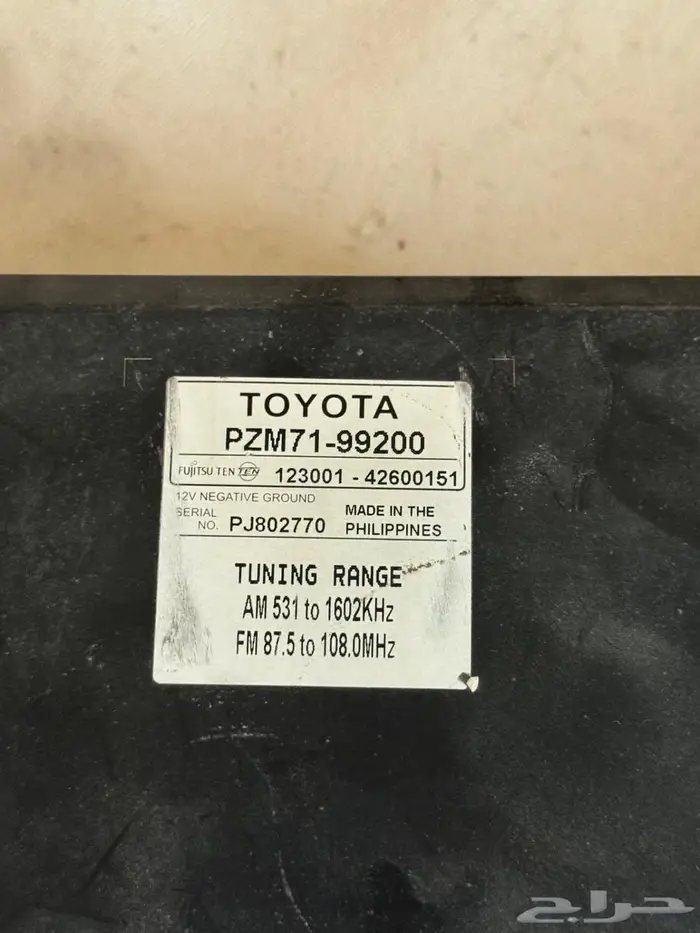 TOYOTA
PZM71-99200
FUJITSU TEN TEN 123001 - 42600151
12V NEGATIVE GROUND
SERIAL NO. PJ802770
MADE IN THE PHILIPPINES
TUNING RANGE
AM 531 to 1602KHz
FM 87.5 to 108.0MHz
حراج